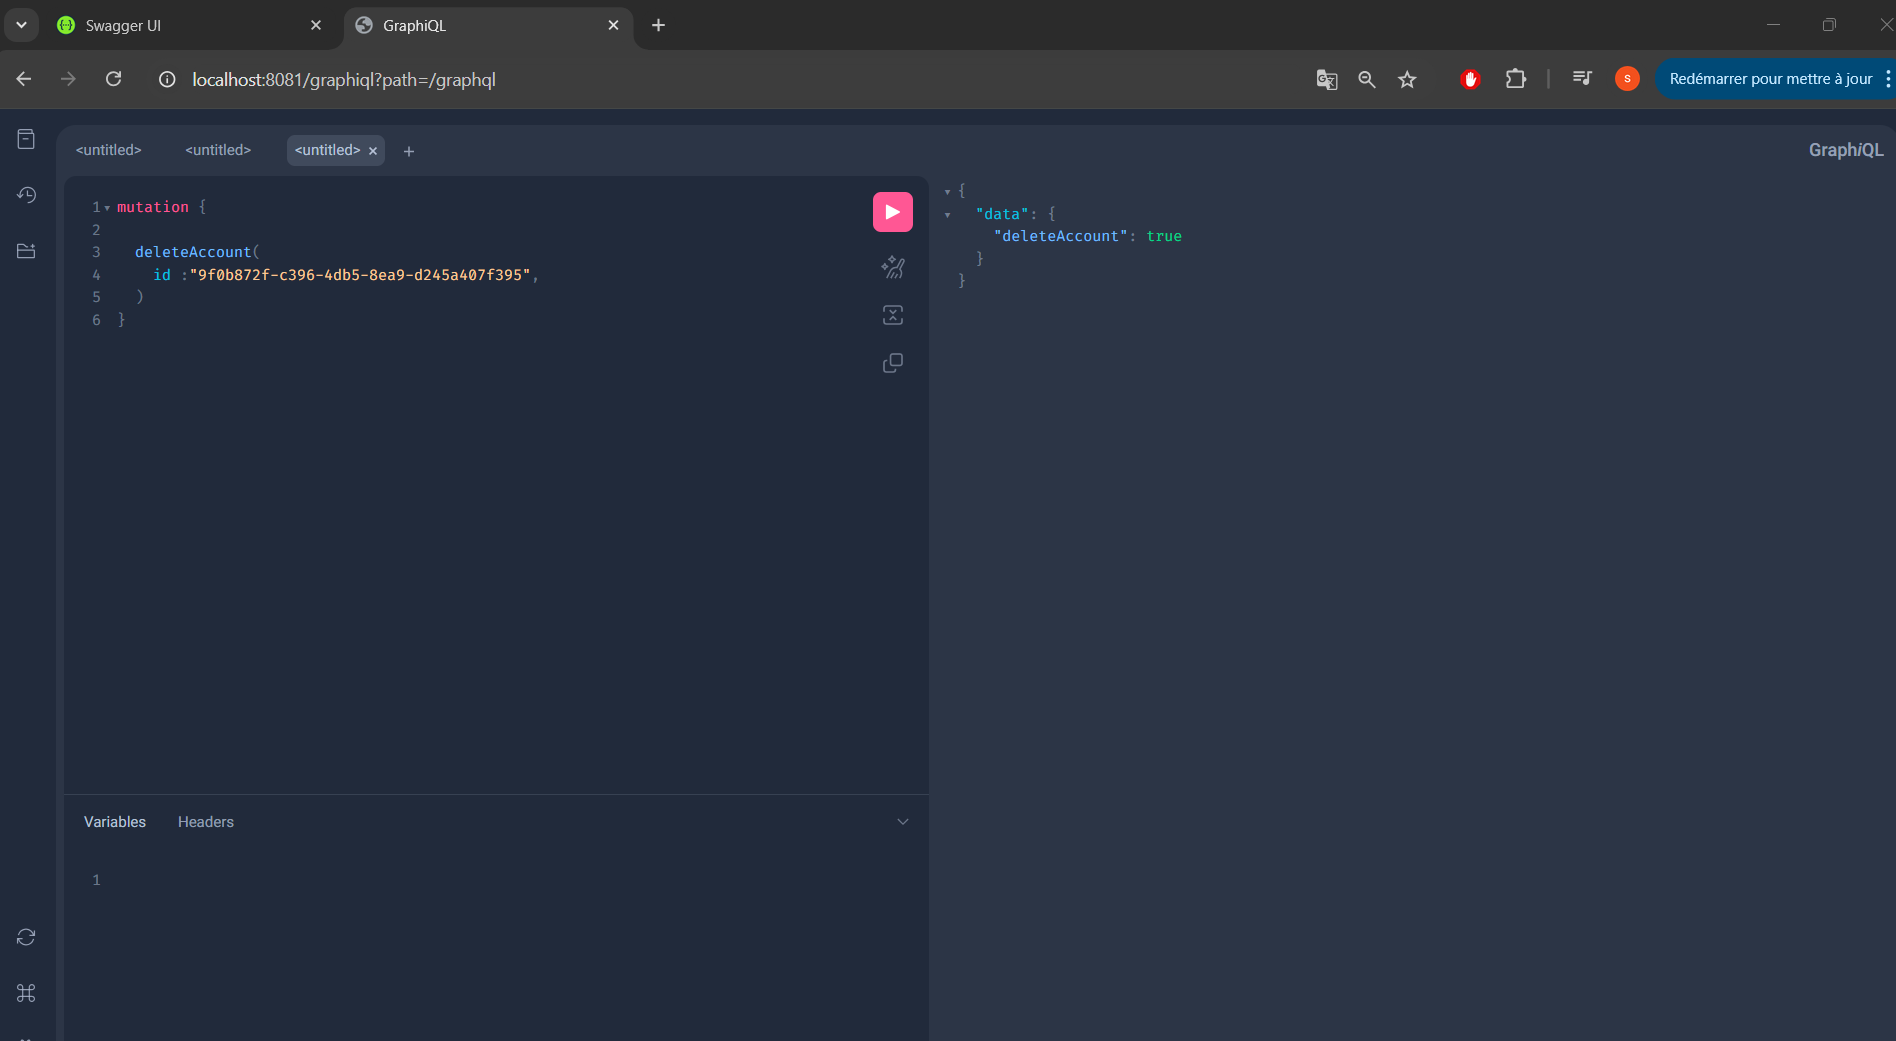 Swagger UI
GraphiQL
localhost:8081/graphiql?path=/graphql
S
Redémarrer pour mettre à jour
<untitled>
<untitled>
<untitled>
GraphiQL
1 mutation {
2
3 deleteAccount(
4 id :"9f0b872f-c396-4db5-8ea9-d245a407f395",
5 )
6 }
{
"data": {
"deleteAccount": true
}
}
Variables
Headers
1